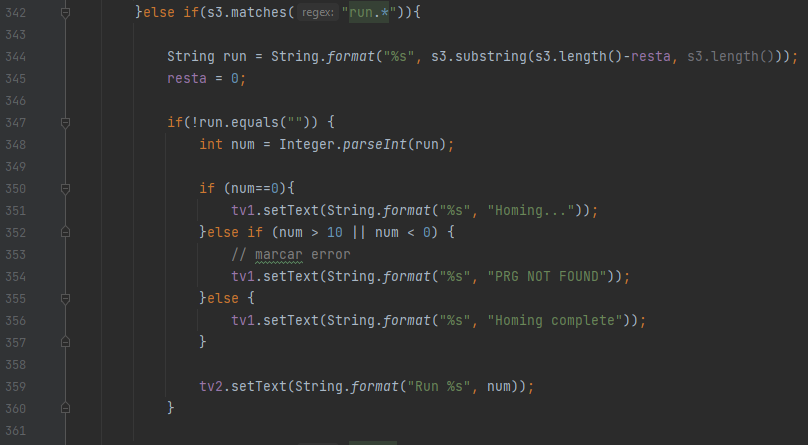 342 }else if(s3.matches( regex: "run.*")){
343
344 String run = String.format("%s", s3.substring(s3.length()-resta, s3.length()));
345 resta = 0;
346
347 if(!run.equals("")) {
348 int num = Integer.parseInt(run);
349
350 if (num==0){
351 tv1.setText(String.format("%s", "Homing..."));
352 }else if (num > 10 || num < 0) {
353 // marcar error
354 tv1.setText(String.format("%s", "PRG NOT FOUND"));
355 }else {
356 tv1.setText(String.format("%s", "Homing complete"));
357 }
358
359 tv2.setText(String.format("Run %s", num));
360 }
361